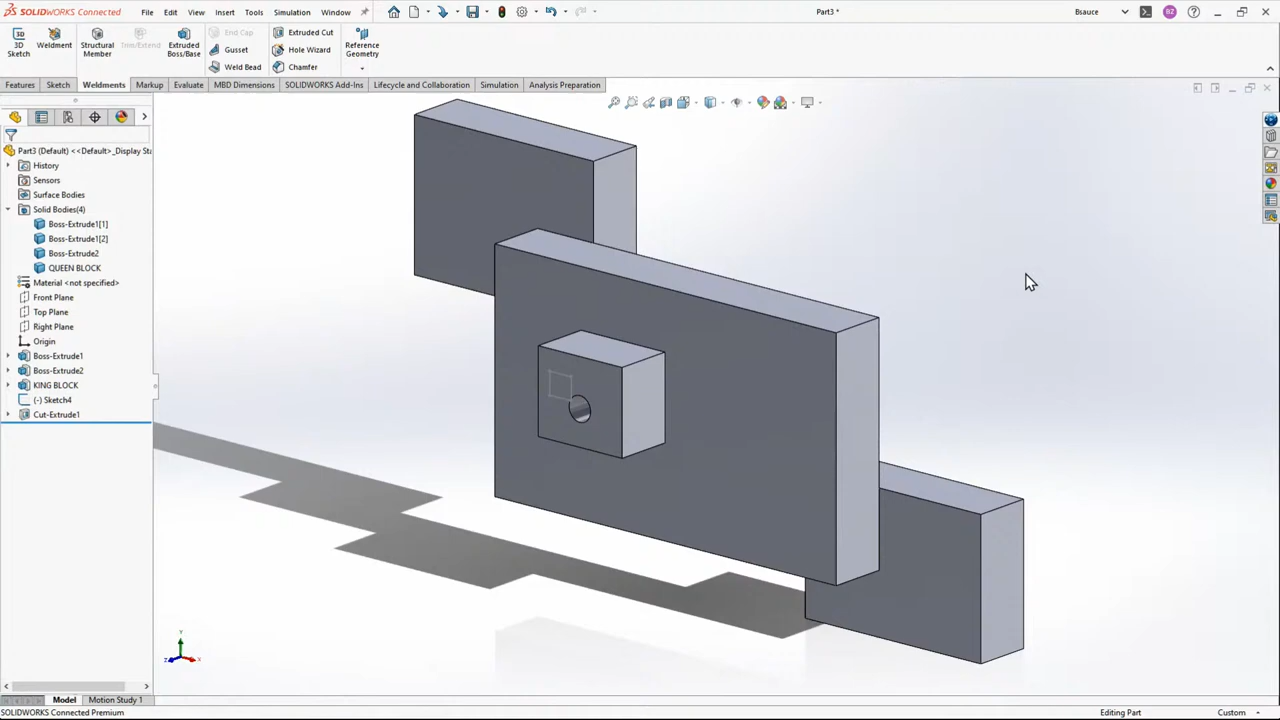 SOLIDWORKS Connected File Edit View Insert Tools Simulation Window Part3 * Bsauce BZ
3D Sketch Weldment Structural Member Trim/Extend Extruded Boss/Base End Cap Extruded Cut Reference Geometry
Gusset Hole Wizard
Weld Bead Chamfer
Features Sketch Weldments Markup Evaluate MBD Dimensions SOLIDWORKS Add-Ins Lifecycle and Collaboration Simulation Analysis Preparation
Part3 (Default) <<Default>_Display Sta
History
Sensors
Surface Bodies
Solid Bodies(4)
Boss-Extrude1[1]
Boss-Extrude1[2]
Boss-Extrude2
QUEEN BLOCK
Material <not specified>
Front Plane
Top Plane
Right Plane
Origin
Boss-Extrude1
Boss-Extrude2
KING BLOCK
(-) Sketch4
Cut-Extrude1
Y
Z X
Model Motion Study 1
SOLIDWORKS Connected Premium Editing Part Custom